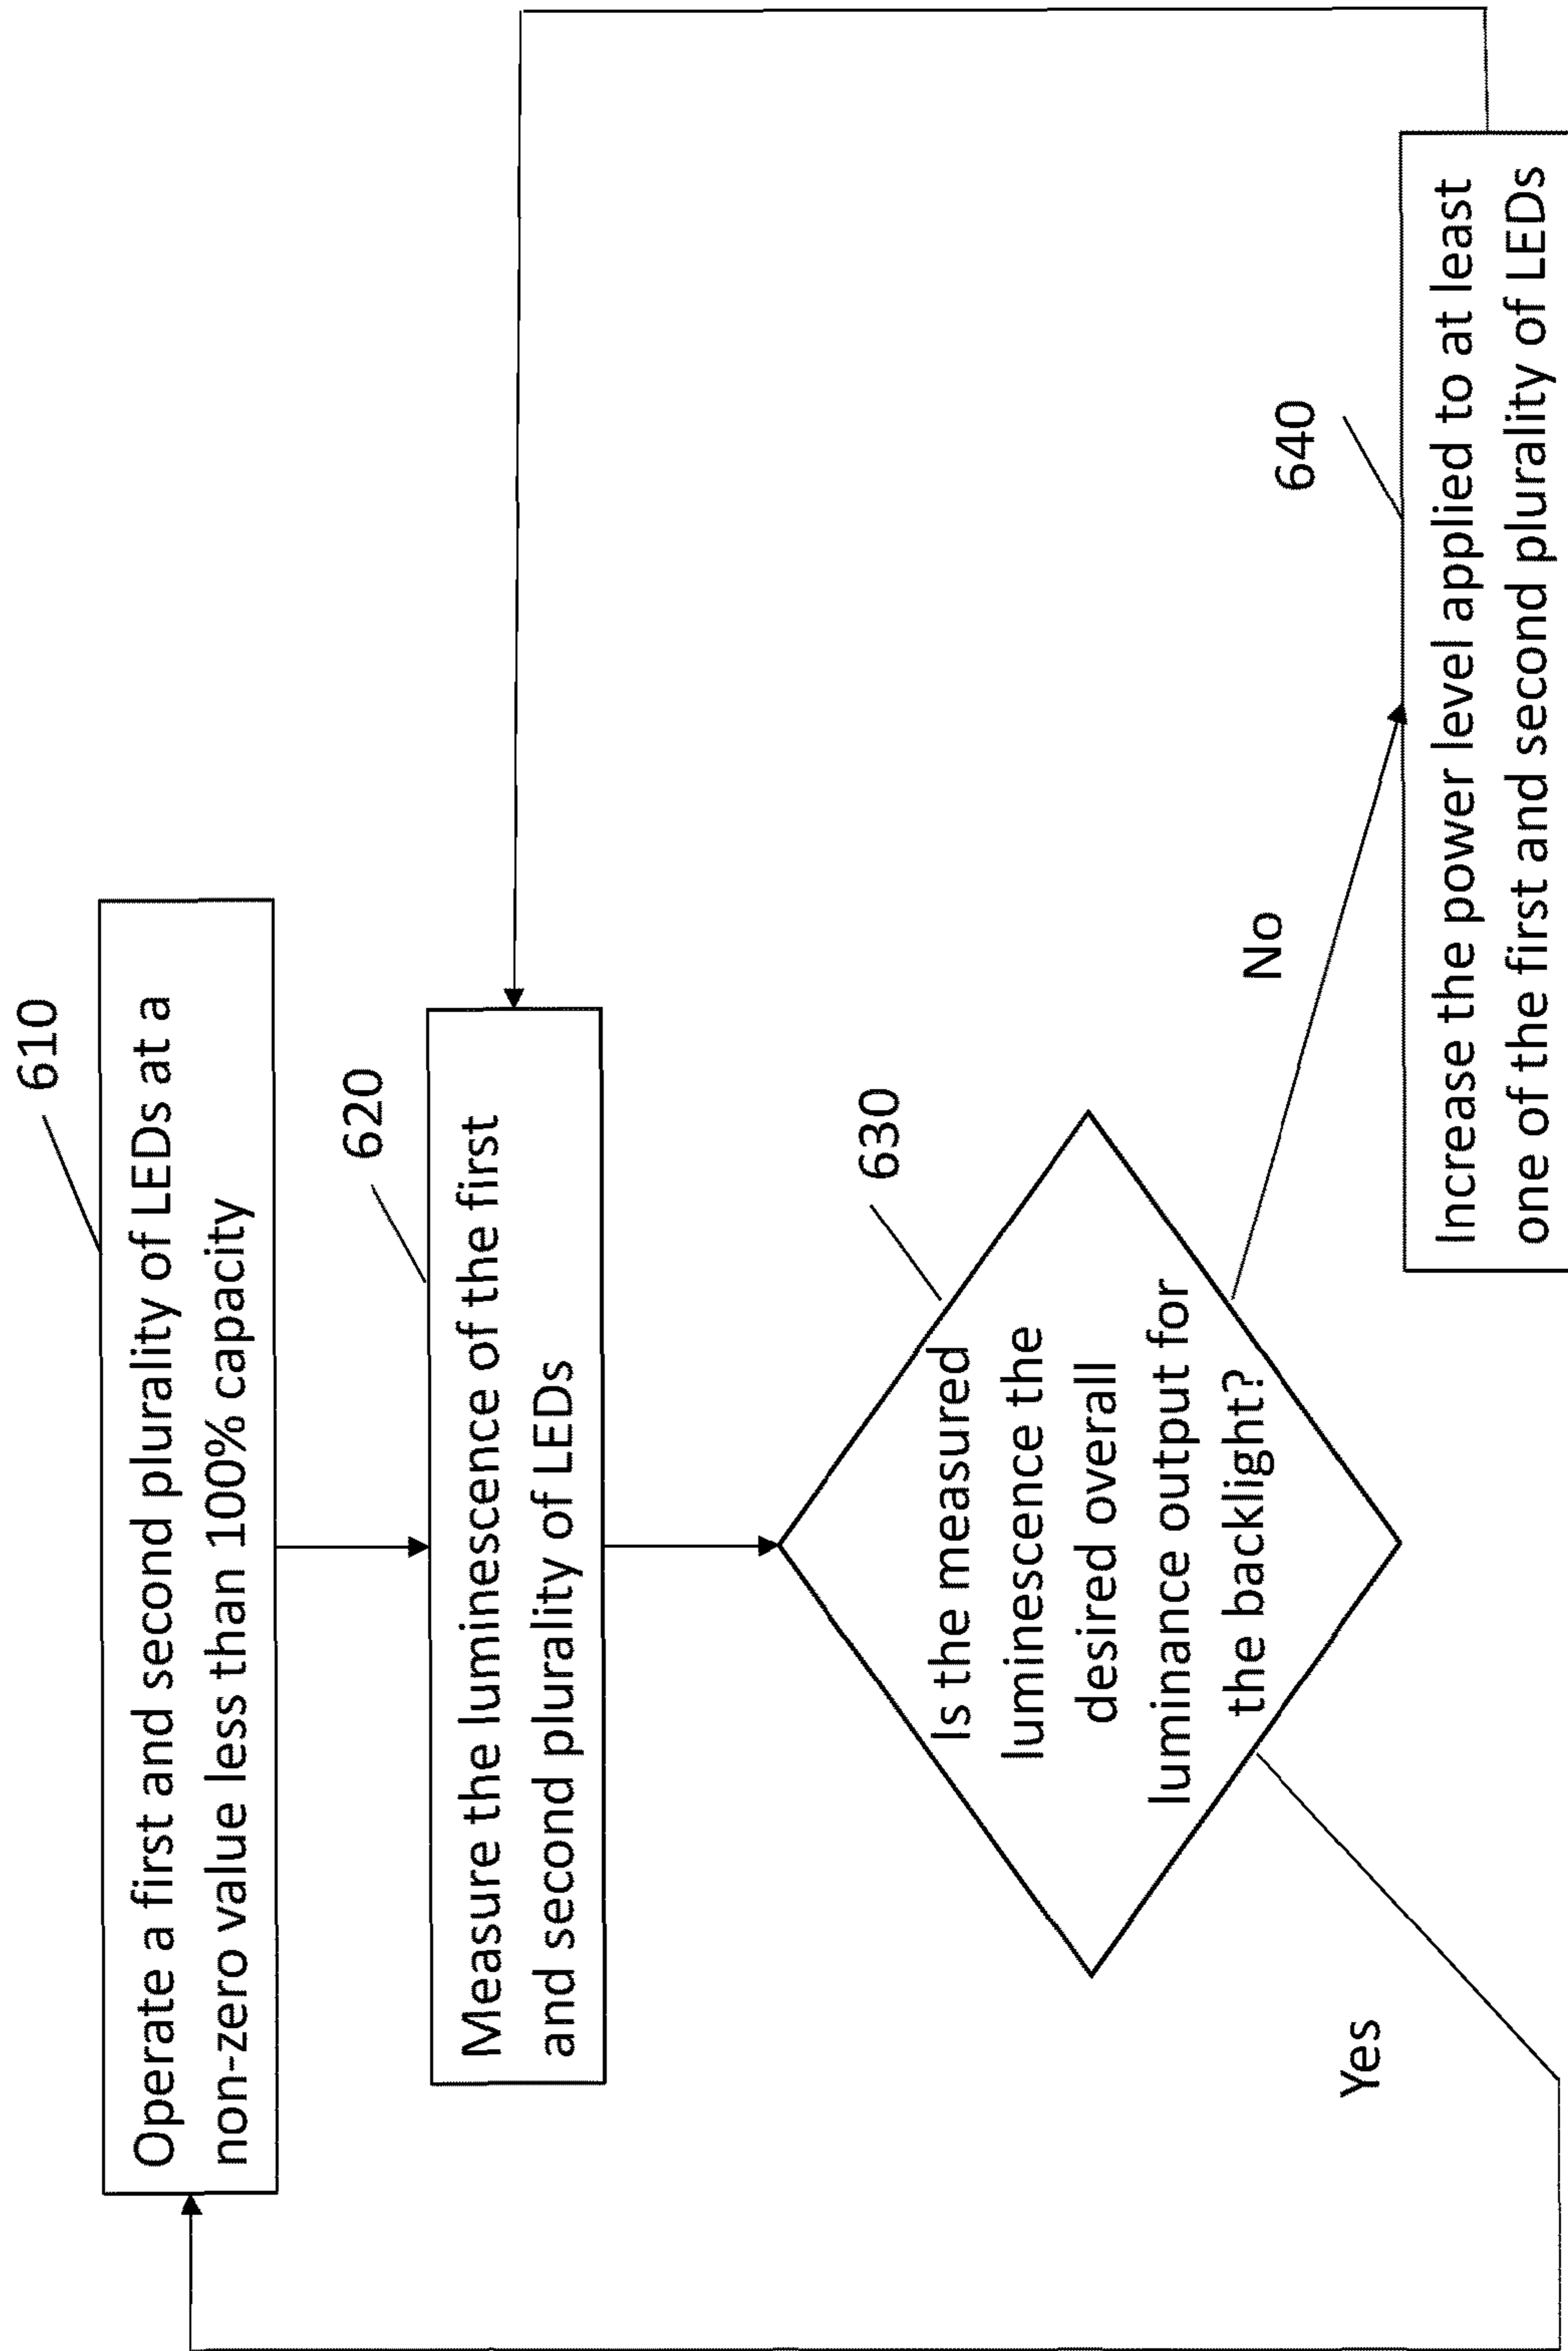 610
Operate a first and second plurality of LEDs at a
non-zero value less than 100% capacity
620
Measure the luminescence of the first
and second plurality of LEDs
630
Is the measured
luminescence the
desired overall
luminance output for
the backlight?
Yes
No
640
Increase the power level applied to at least
one of the first and second plurality of LEDs